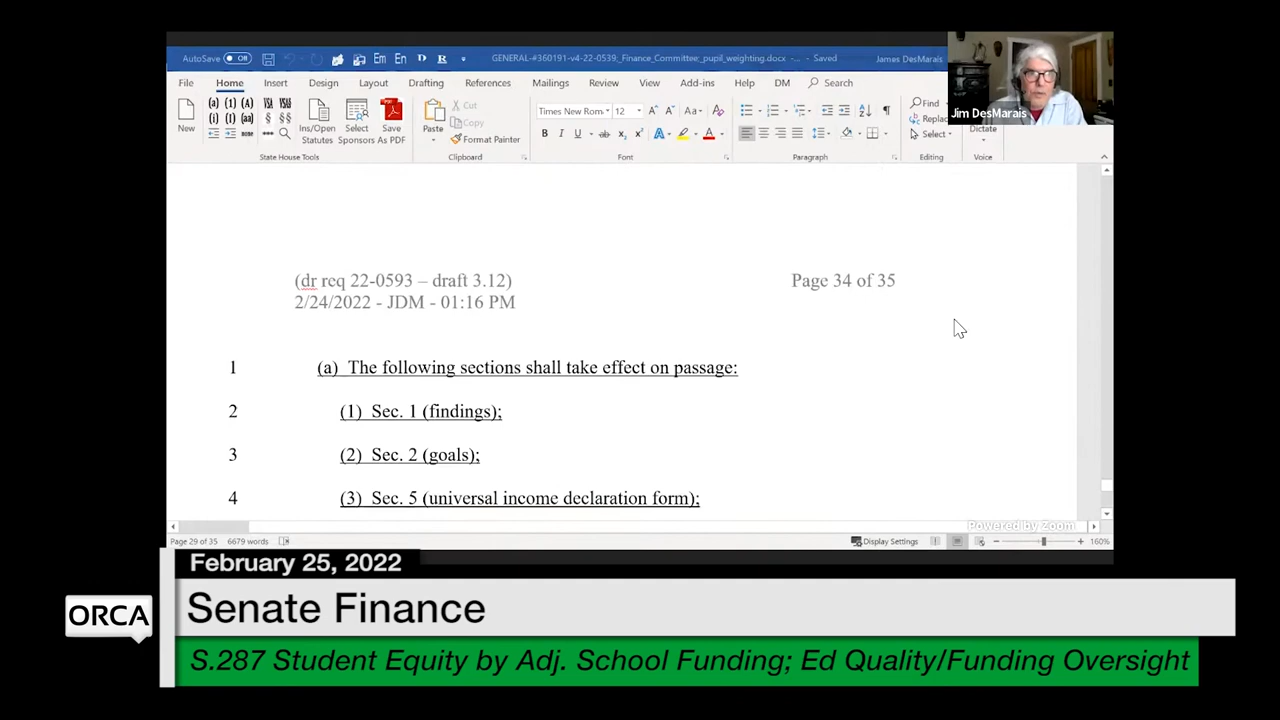 AutoSave Off GENERAL-#360191-v4-22-0539_Finance_Committee_pupil_weighting.docx - Saved James DesMarais
File Home Insert Design Draw Layout Drafting References Mailings Review View Add-ins Help DM Search
New Ins/Open Statutes Select Sponsors Save as PDF Paste Cut Copy Format Painter Times New Rom 12 Find Replac Select Dictate
State House Tools Clipboard Font Paragraph Editing Voice
Jim DesMarais
(dr req 22-0593 – draft 3.12) Page 34 of 35
2/24/2022 - JDM - 01:16 PM
1 (a) The following sections shall take effect on passage:
2 (1) Sec. 1 (findings);
3 (2) Sec. 2 (goals);
4 (3) Sec. 5 (universal income declaration form);
Powered by Zoom
Page 29 of 35 6679 words Display Settings 160%
February 25, 2022
ORCA
Senate Finance
S.287 Student Equity by Adj. School Funding; Ed Quality/Funding Oversight